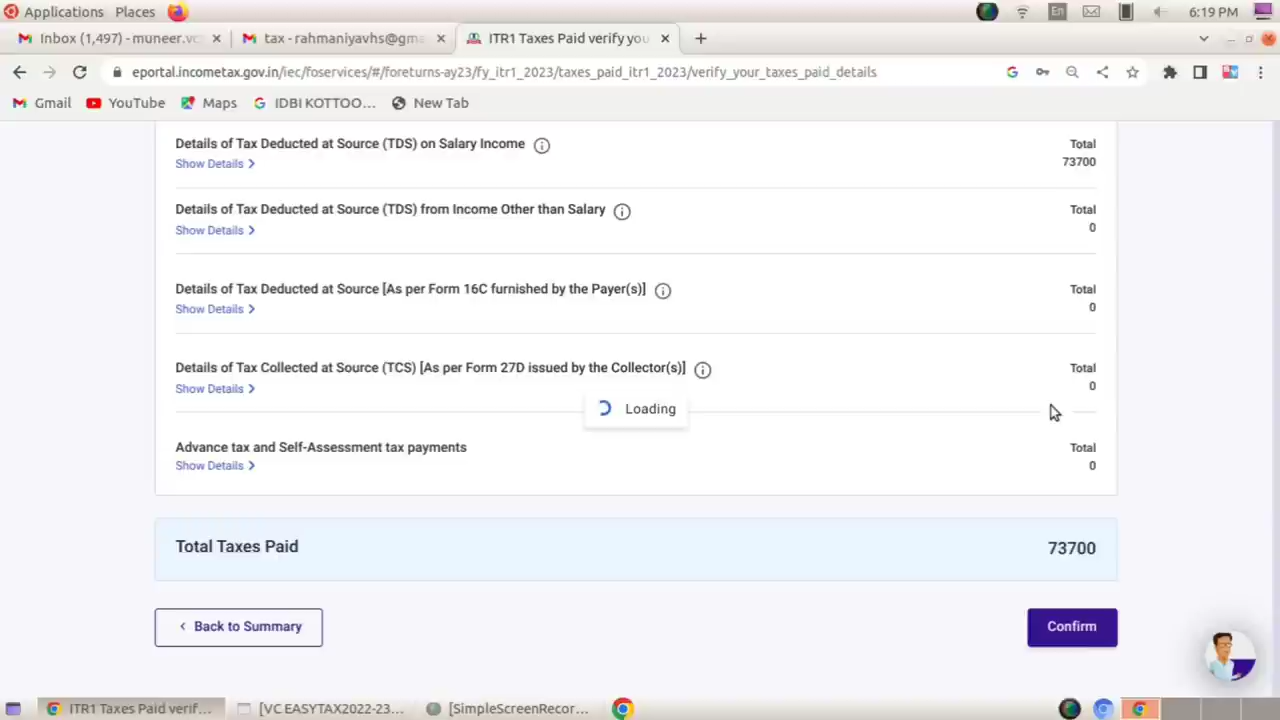 Applications Places En 6:19 PM
Inbox (1,497) - muneer.vc
tax - rahmaniyavhs@gma
ITR1 Taxes Paid verify you
eportal.incometax.gov.in/iec/foservices/#/foreturns-ay23/fy_itr1_2023/taxes_paid_itr1_2023/verify_your_taxes_paid_details
Gmail YouTube Maps IDBI KOTTOO... New Tab
Details of Tax Deducted at Source (TDS) on Salary Income Total
Show Details 73700
Details of Tax Deducted at Source (TDS) from Income Other than Salary Total
Show Details 0
Details of Tax Deducted at Source [As per Form 16C furnished by the Payer(s)] Total
Show Details 0
Details of Tax Collected at Source (TCS) [As per Form 27D issued by the Collector(s)] Total
Show Details 0
Loading
Advance tax and Self-Assessment tax payments Total
Show Details 0
Total Taxes Paid 73700
Back to Summary Confirm
ITR1 Taxes Paid verif... [VC EASYTAX2022-23... [SimpleScreenRecor...